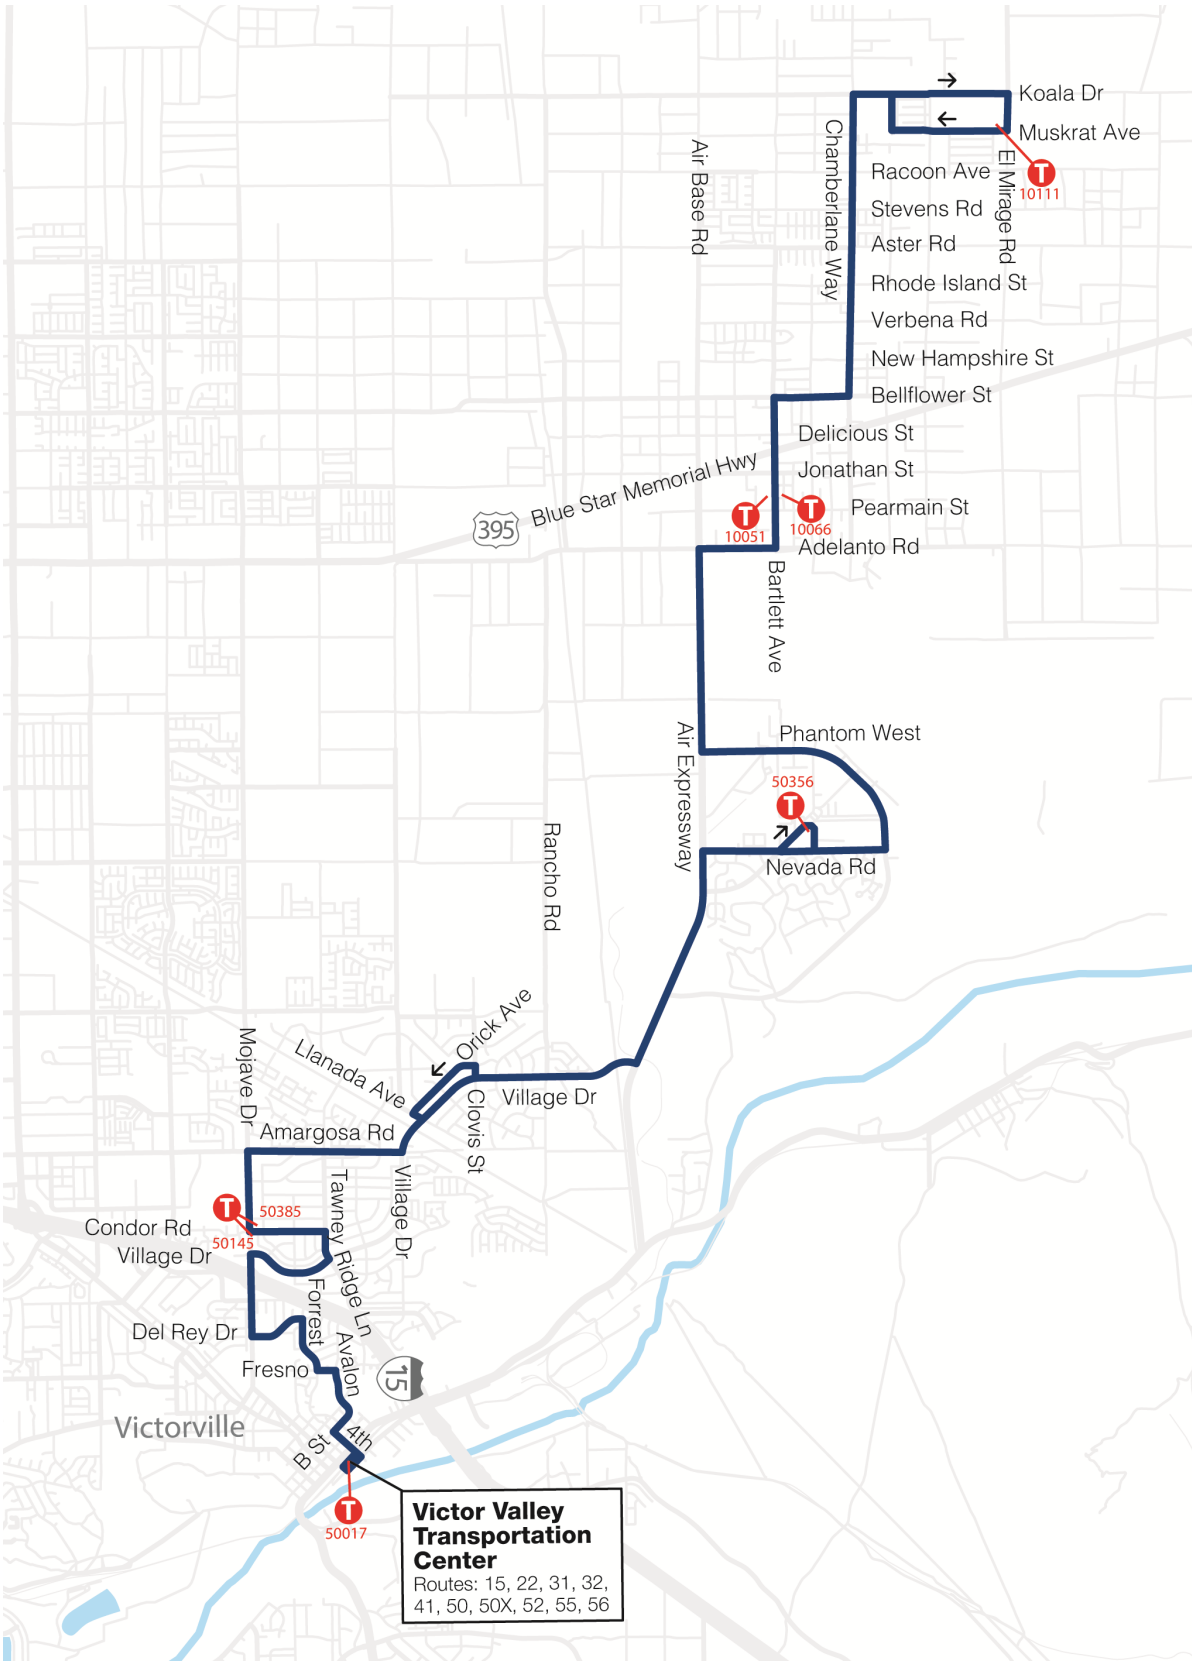 Koala Dr
Muskrat Ave
Chamberlane Way
Air Base Rd
El Mirage Rd
T
10111
Racoon Ave
Stevens Rd
Aster Rd
Rhode Island St
Verbena Rd
New Hampshire St
Bellflower St
Delicious St
Jonathan St
Blue Star Memorial Hwy
395
Pearmain St
T
10051
T
10066
Adelanto Rd
Bartlett Ave
Phantom West
Air Expressway
50356
T
Nevada Rd
Rancho Rd
Orick Ave
Llanada Ave
Mojave Dr
Clovis St
Village Dr
Amargosa Rd
Village Dr
Tawney Ridge Ln
T
50385
50145
Condor Rd
Village Dr
Forrest
Del Rey Dr
Avalon
Fresno
15
Victorville
B St
4th
T
50017
Victor Valley
Transportation
Center
Routes: 15, 22, 31, 32,
41, 50, 50X, 52, 55, 56